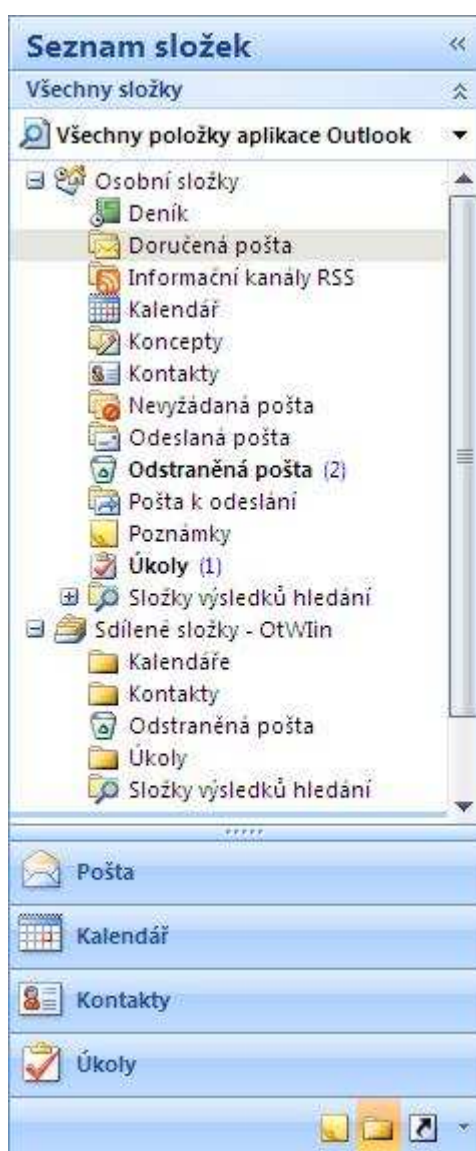 Seznam složek
Všechny složky
Všechny položky aplikace Outlook
Osobní složky
Deník
Doručená pošta
Informační kanály RSS
Kalendář
Koncepty
Kontakty
Nevyžádaná pošta
Odeslaná pošta
Odstraněná pošta (2)
Pošta k odeslání
Poznámky
Úkoly (1)
Složky výsledků hledání
Sdílené složky - OtWIin
Kalendáře
Kontakty
Odstraněná pošta
Úkoly
Složky výsledků hledání
Pošta
Kalendář
Kontakty
Úkoly